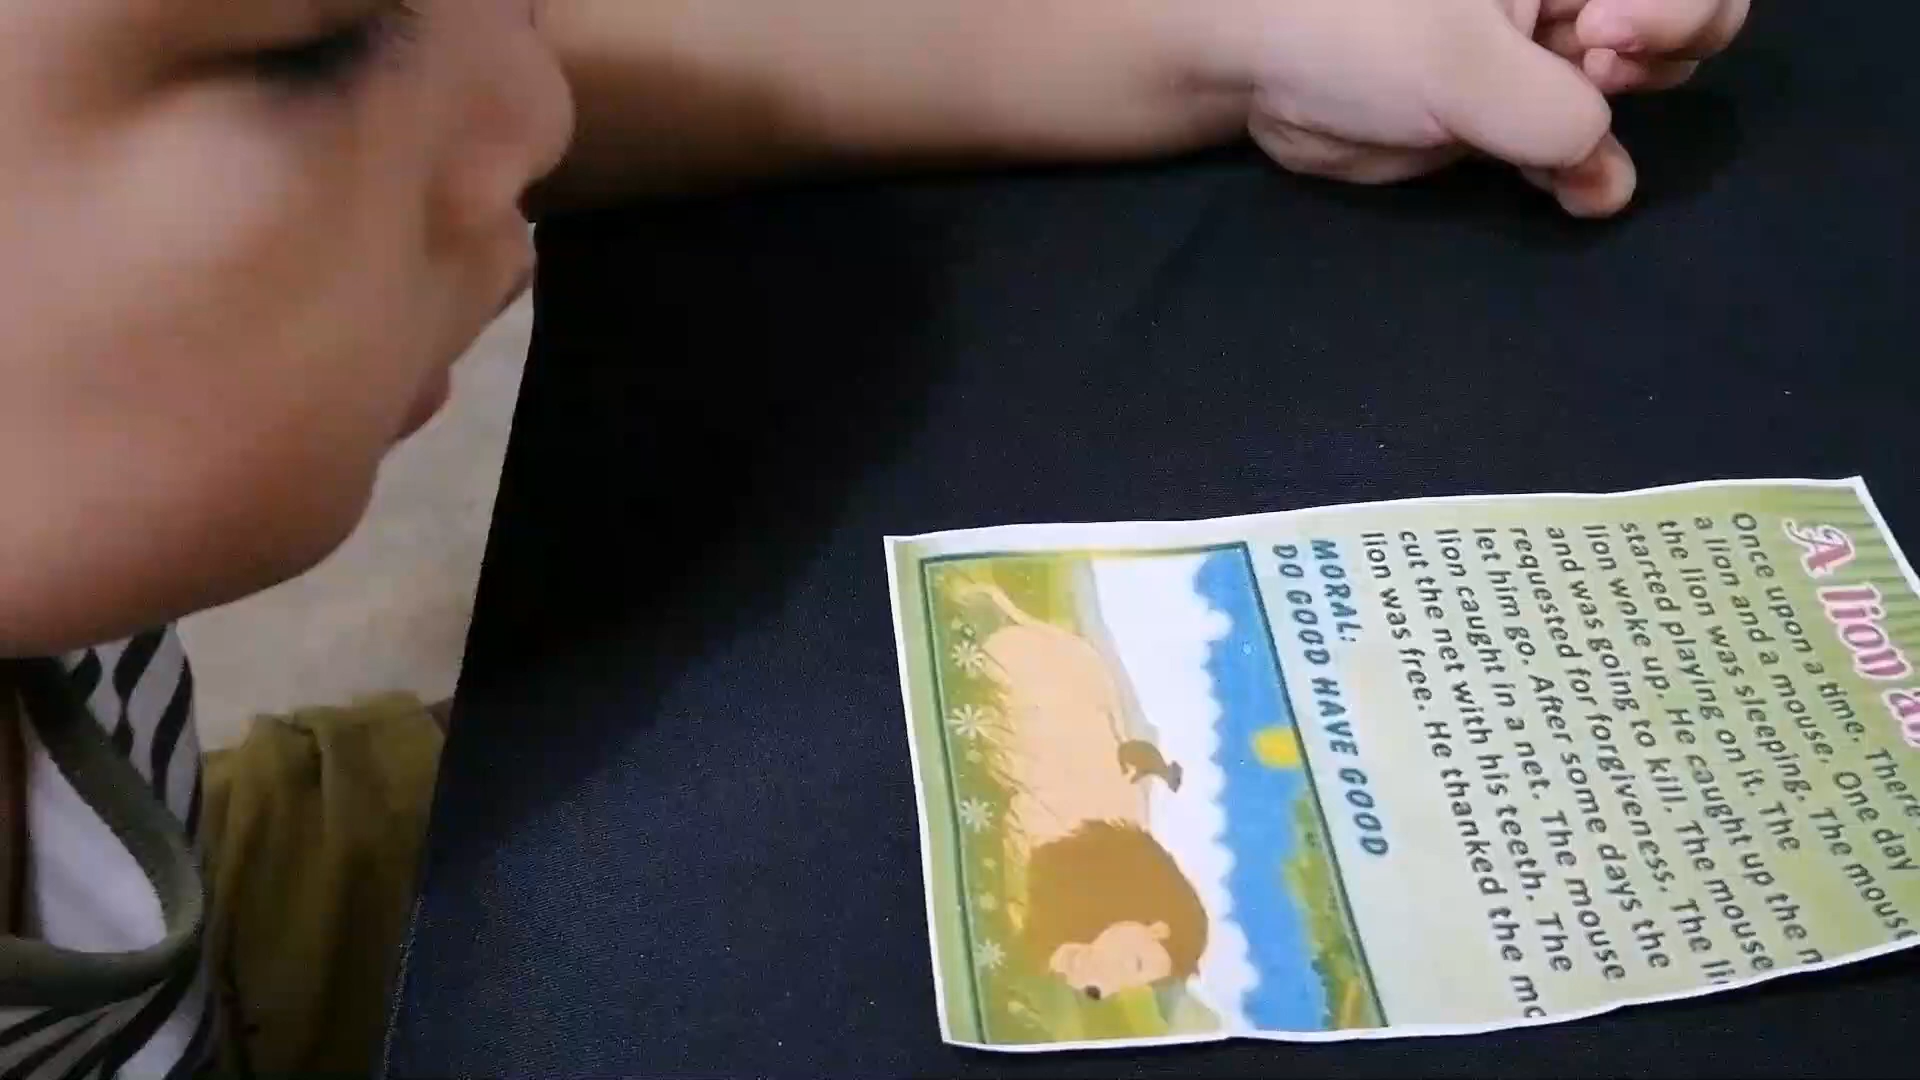 A lion a
Once upon a time. There
a lion and a mouse. One day
the lion was sleeping. The mouse
started playing on it. The
lion woke up. He caught up the m
and was going to kill. The mouse
requested for forgiveness. The li
let him go. After some days the
lion caught in a net. The mouse
cut the net with his teeth. The
lion was free. He thanked the mo
MORAL:
DO GOOD HAVE GOOD